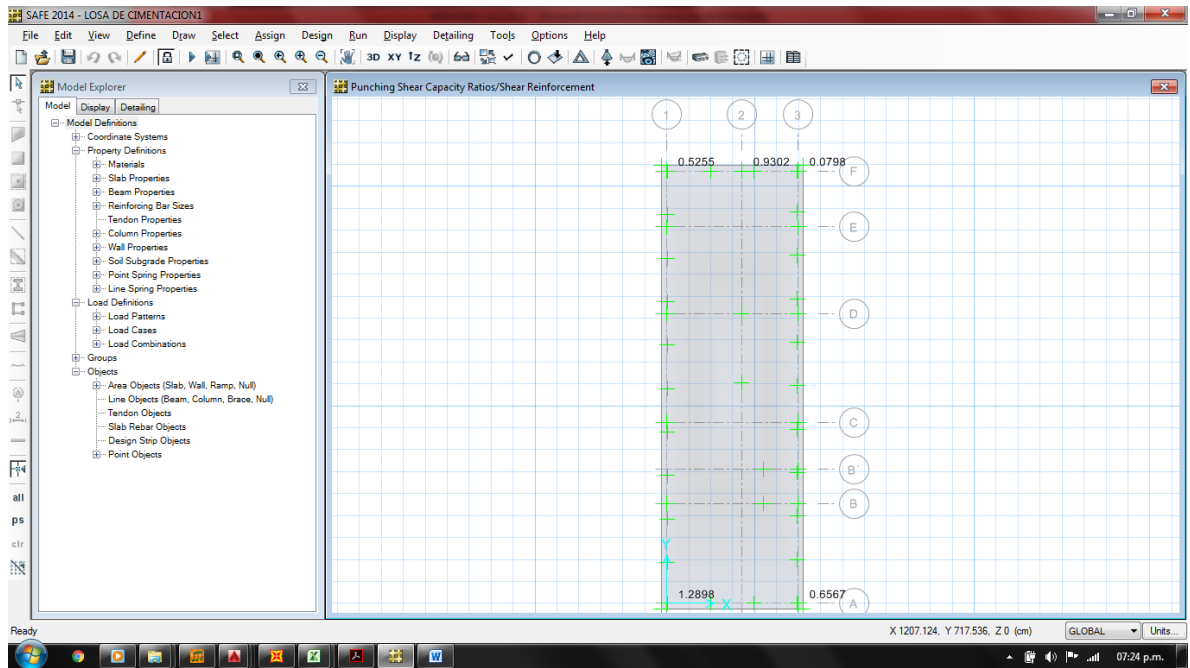 SAFE 2014 - LOSA DE CIMENTACION1
File Edit View Define Draw Select Assign Design Run Display Detailing Tools Options Help
3D XY ↑Z
Model Explorer
Model Display Detailing
Model Definitions
Coordinate Systems
Property Definitions
Materials
Slab Properties
Beam Properties
Reinforcing Bar Sizes
Tendon Properties
Column Properties
Wall Properties
Soil Subgrade Properties
Point Spring Properties
Line Spring Properties
Load Definitions
Load Patterns
Load Cases
Load Combinations
Groups
Objects
Area Objects (Slab, Wall, Ramp, Null)
Line Objects (Beam, Column, Brace, Null)
Tendon Objects
Slab Rebar Objects
Design Strip Objects
Point Objects
all
ps
clr
Punching Shear Capacity Ratios/Shear Reinforcement
1 2 3
0.5255 0.9302 0.0798 F
E
D
C
B´
B
Y
1.2898 X 0.6567 A
Ready
X 1207.124, Y 717.536, Z 0 (cm) GLOBAL Units...
07:24 p.m.